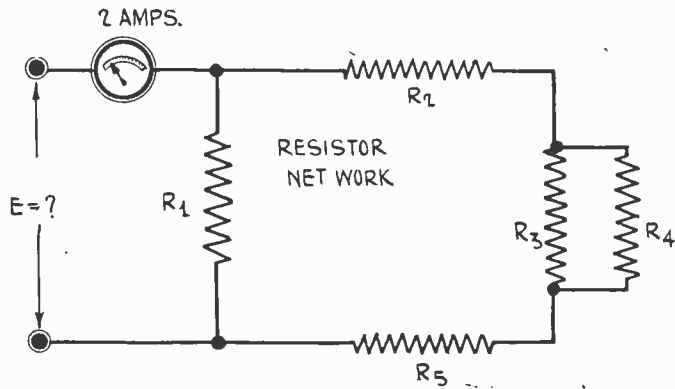 2 AMPS.
R2
RESISTOR
NET WORK
E=?
R1
R3
R4
R5